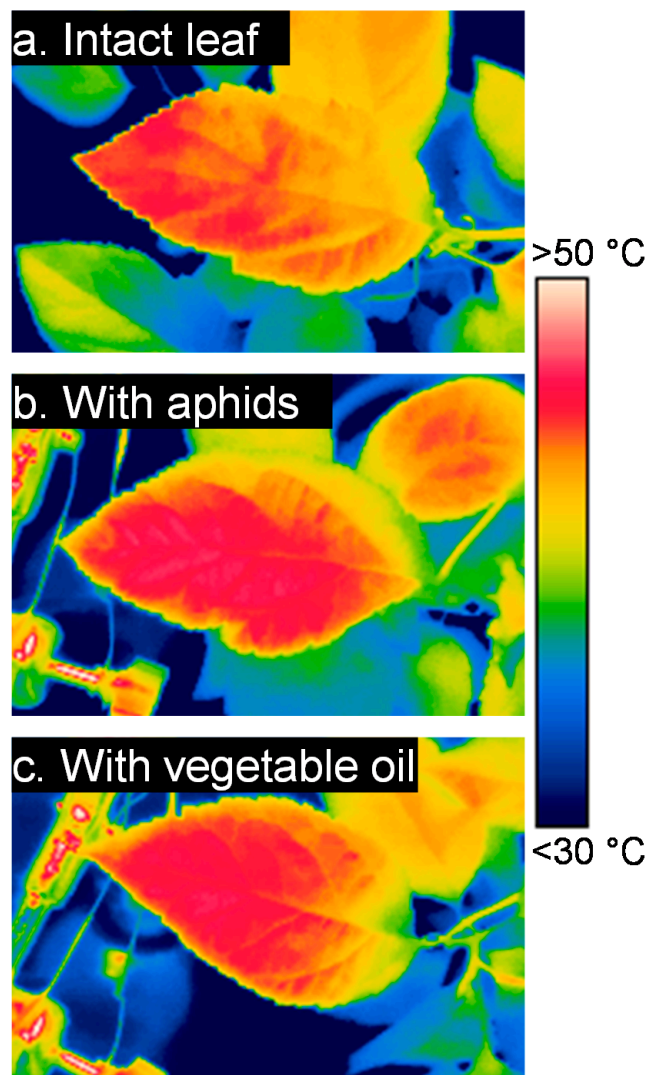 a. Intact leaf
>50 °C
b. With aphids
c. With vegetable oil
<30 °C